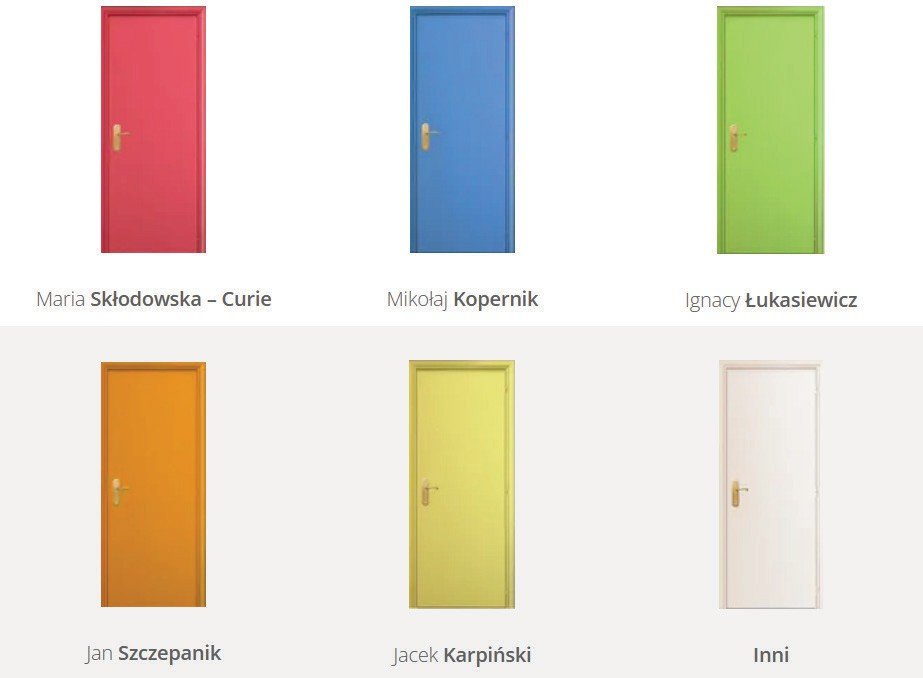 Maria Skłodowska – Curie
Mikołaj Kopernik
Ignacy Łukasiewicz
Jan Szczepanik
Jacek Karpiński
Inni